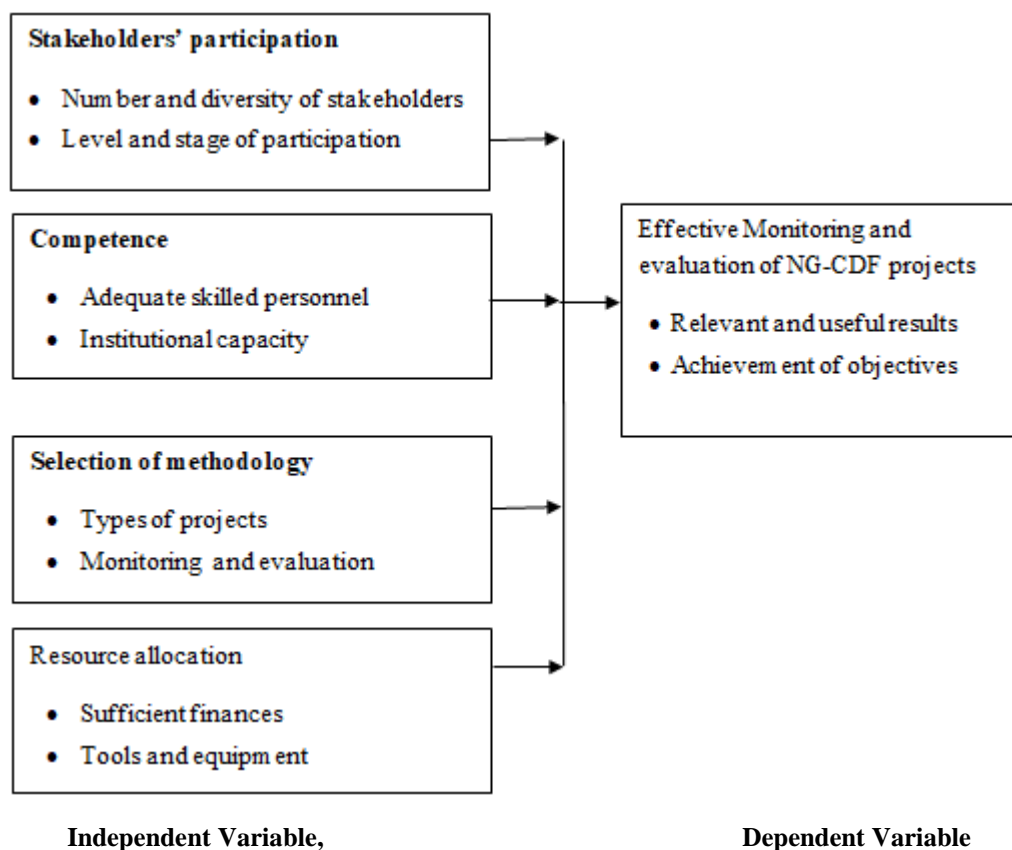 Stakeholders' participation
• Number and diversity of stakeholders
• Level and stage of participation
Competence
• Adequate skilled personnel
• Institutional capacity
Selection of methodology
• Types of projects
• Monitoring and evaluation
Resource allocation
• Sufficient finances
• Tools and equipment
Effective Monitoring and
evaluation of NG-CDF projects
• Relevant and useful results
• Achievement of objectives
Independent Variable,
Dependent Variable